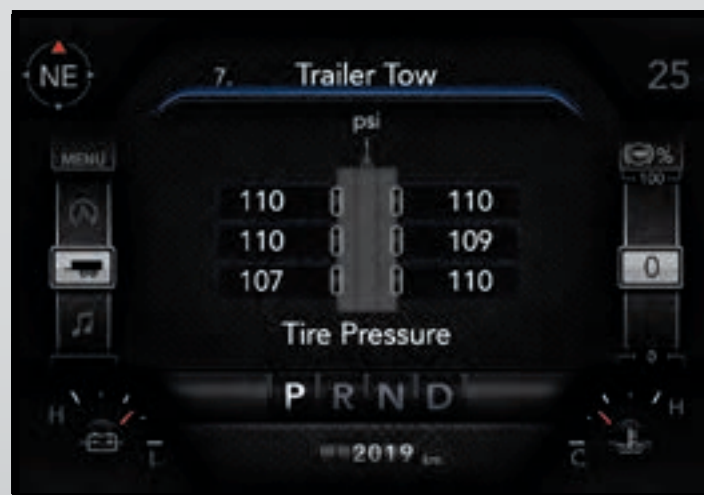 NE
7. Trailer Tow
25
psi
MENU
%
100
110 110
110 109
0
107 110
Tire Pressure
0
P R N D
H
H
L
2019 km
C